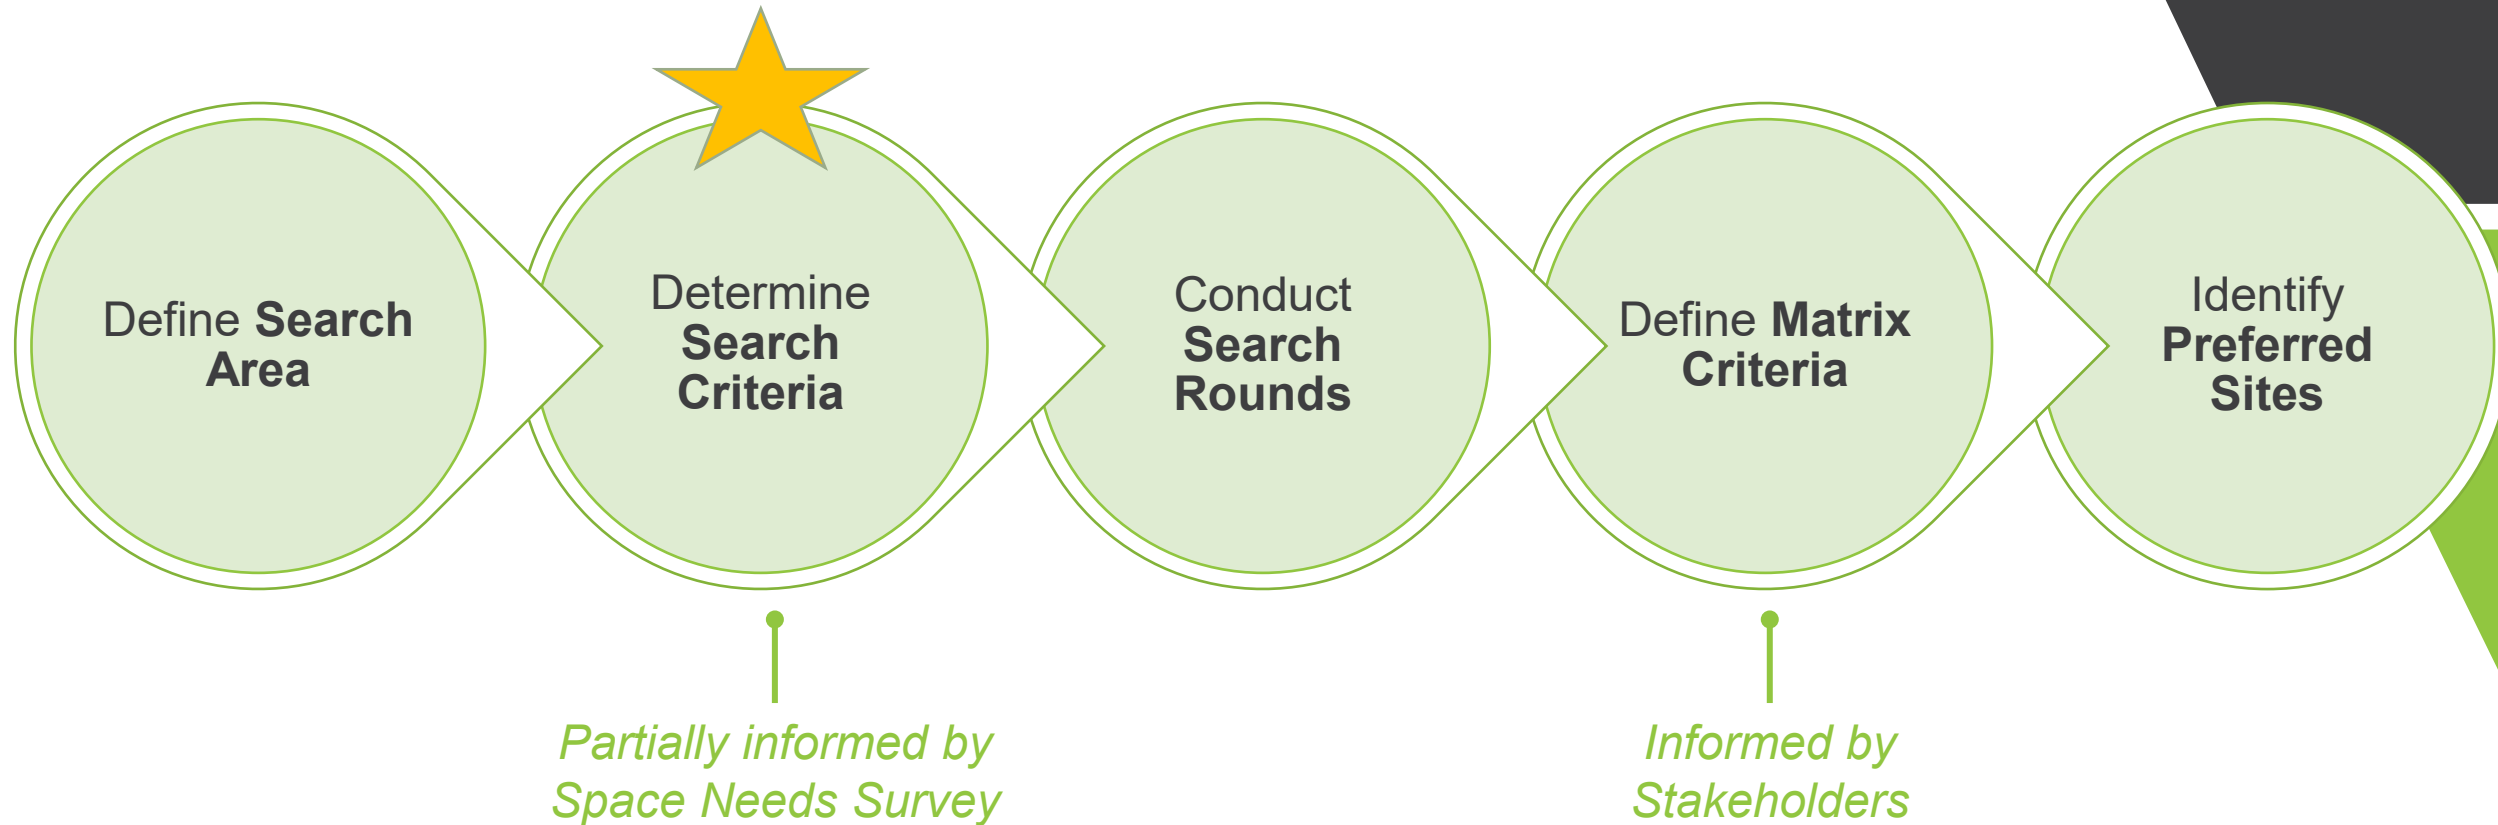 Define Search
Area
Determine
Search
Criteria
Conduct
Search
Rounds
Define Matrix
Criteria
Identify
Preferred
Sites
Partially informed by
Space Needs Survey
Informed by
Stakeholders